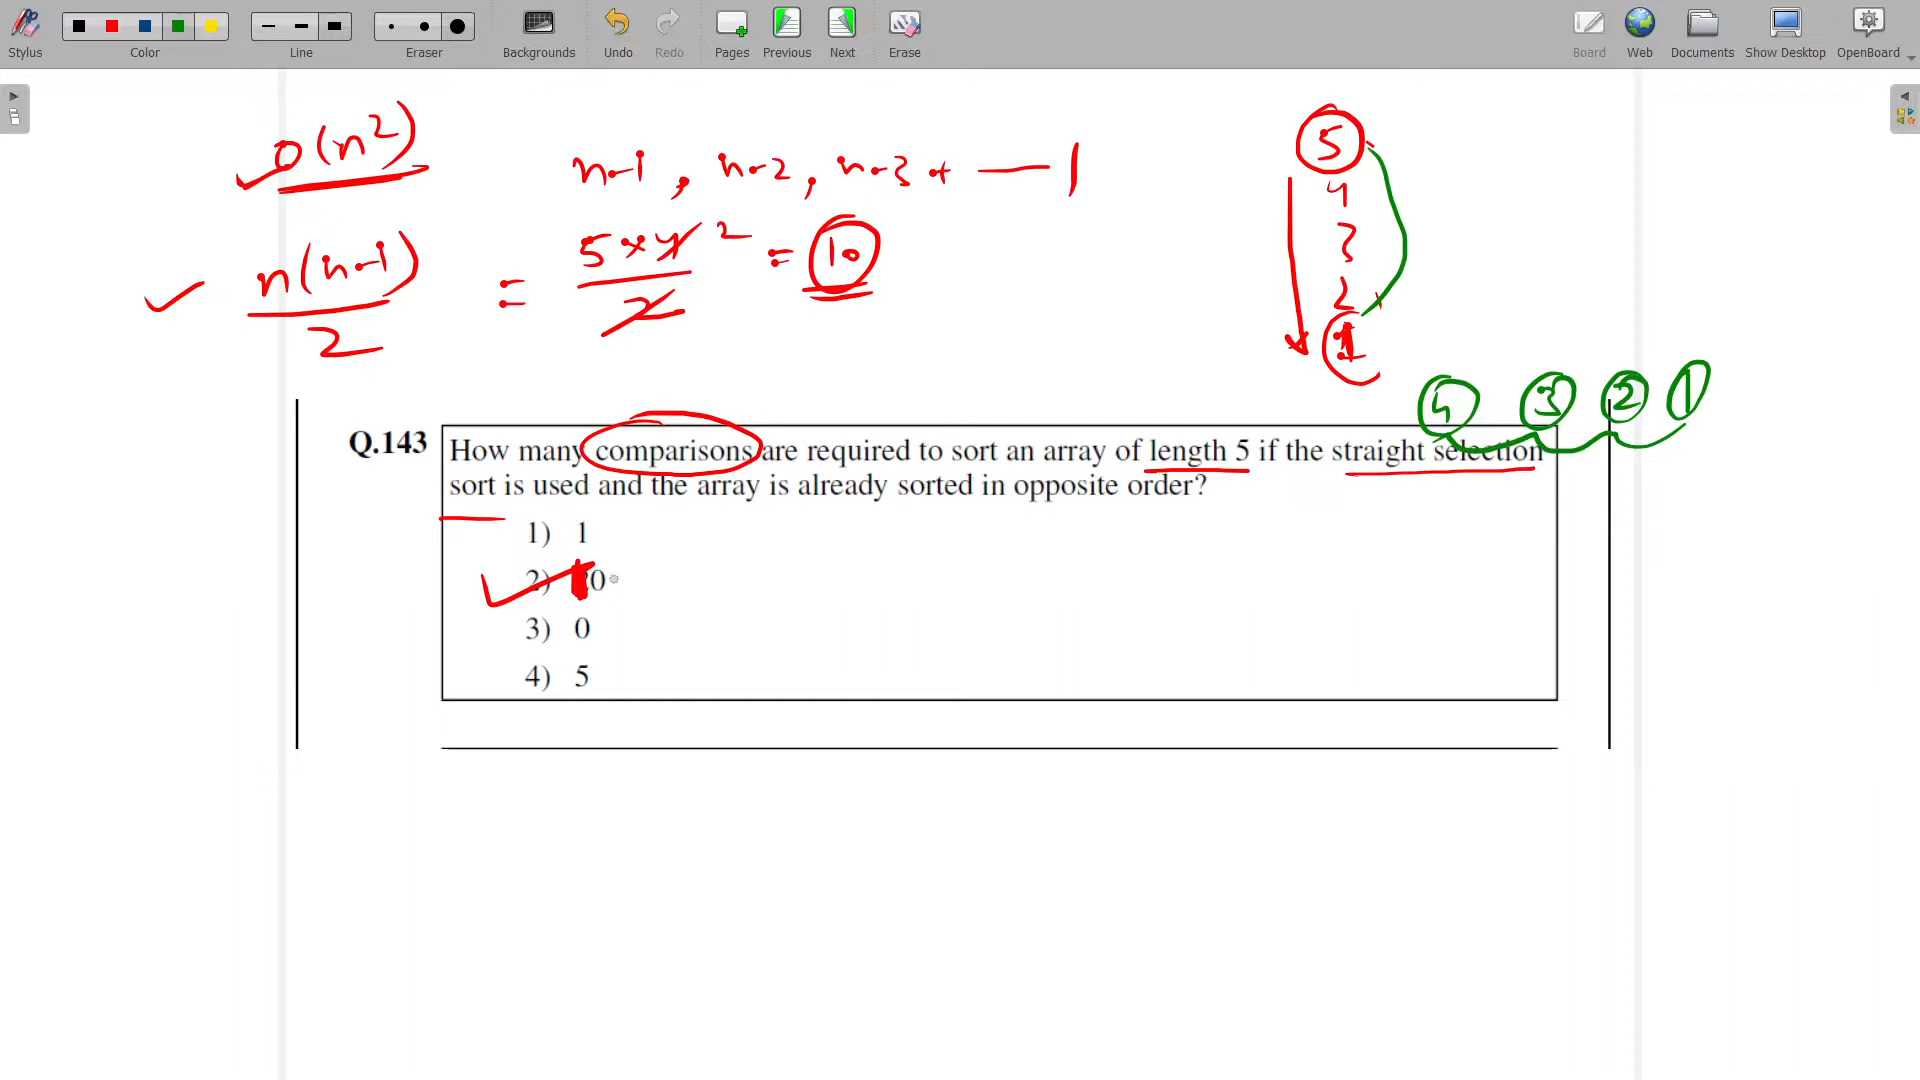 Stylus Color Line Eraser Backgrounds Undo Redo Pages Previous Next Erase Board Web Documents Show Desktop OpenBoard
O(n²) n-1, n-2, n-3 + — 1
n(n-1)/2 = 5×4/2 2 = 10
5
4
3
2
1
4 3 2 1
Q.143 How many comparisons are required to sort an array of length 5 if the straight selection
sort is used and the array is already sorted in opposite order?
1) 1
2) 10
3) 0
4) 5